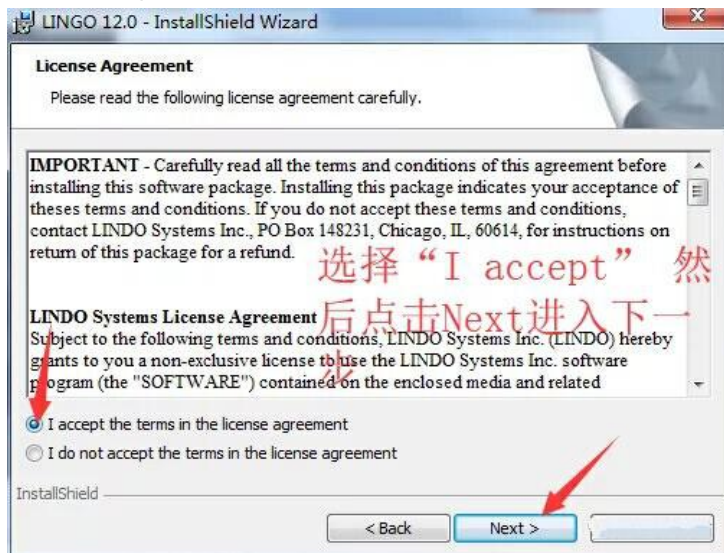 LINGO 12.0 - InstallShield Wizard
License Agreement
Please read the following license agreement carefully.
IMPORTANT - Carefully read all the terms and conditions of this agreement before
installing this software package. Installing this package indicates your acceptance of
theses terms and conditions. If you do not accept these terms and conditions,
contact LINDO Systems Inc., PO Box 148231, Chicago, IL, 60614, for instructions on
return of this package for a refund.
选择“I accept” 然
后点击Next进入下一
步
LINDO Systems License Agreement
Subject to the following terms and conditions, LINDO Systems Inc. (LINDO) hereby
grants to you a non-exclusive license to use the LINDO Systems Inc. software
program (the "SOFTWARE") contained on the enclosed media and related
I accept the terms in the license agreement
I do not accept the terms in the license agreement
InstallShield
< Back
Next >